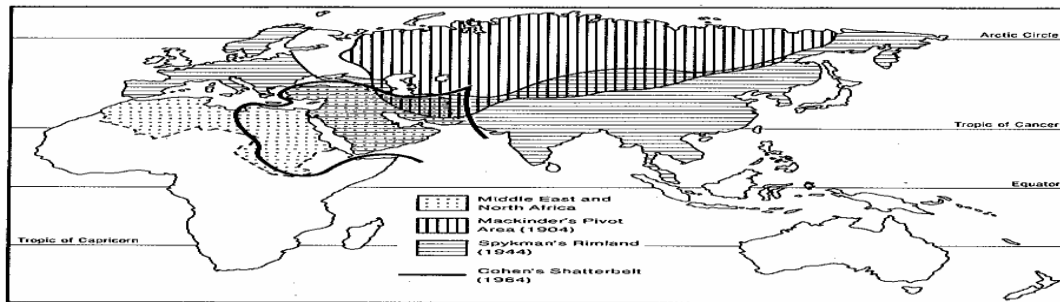 Arctic Circle
Tropic of Cancer
Equator
Middle East and
North Africa
Mackinder's Pivot
Area (1904)
Tropic of Capricorn
Spykman's Rimland
(1944)
Cohen's Shatterbelt
(1964)